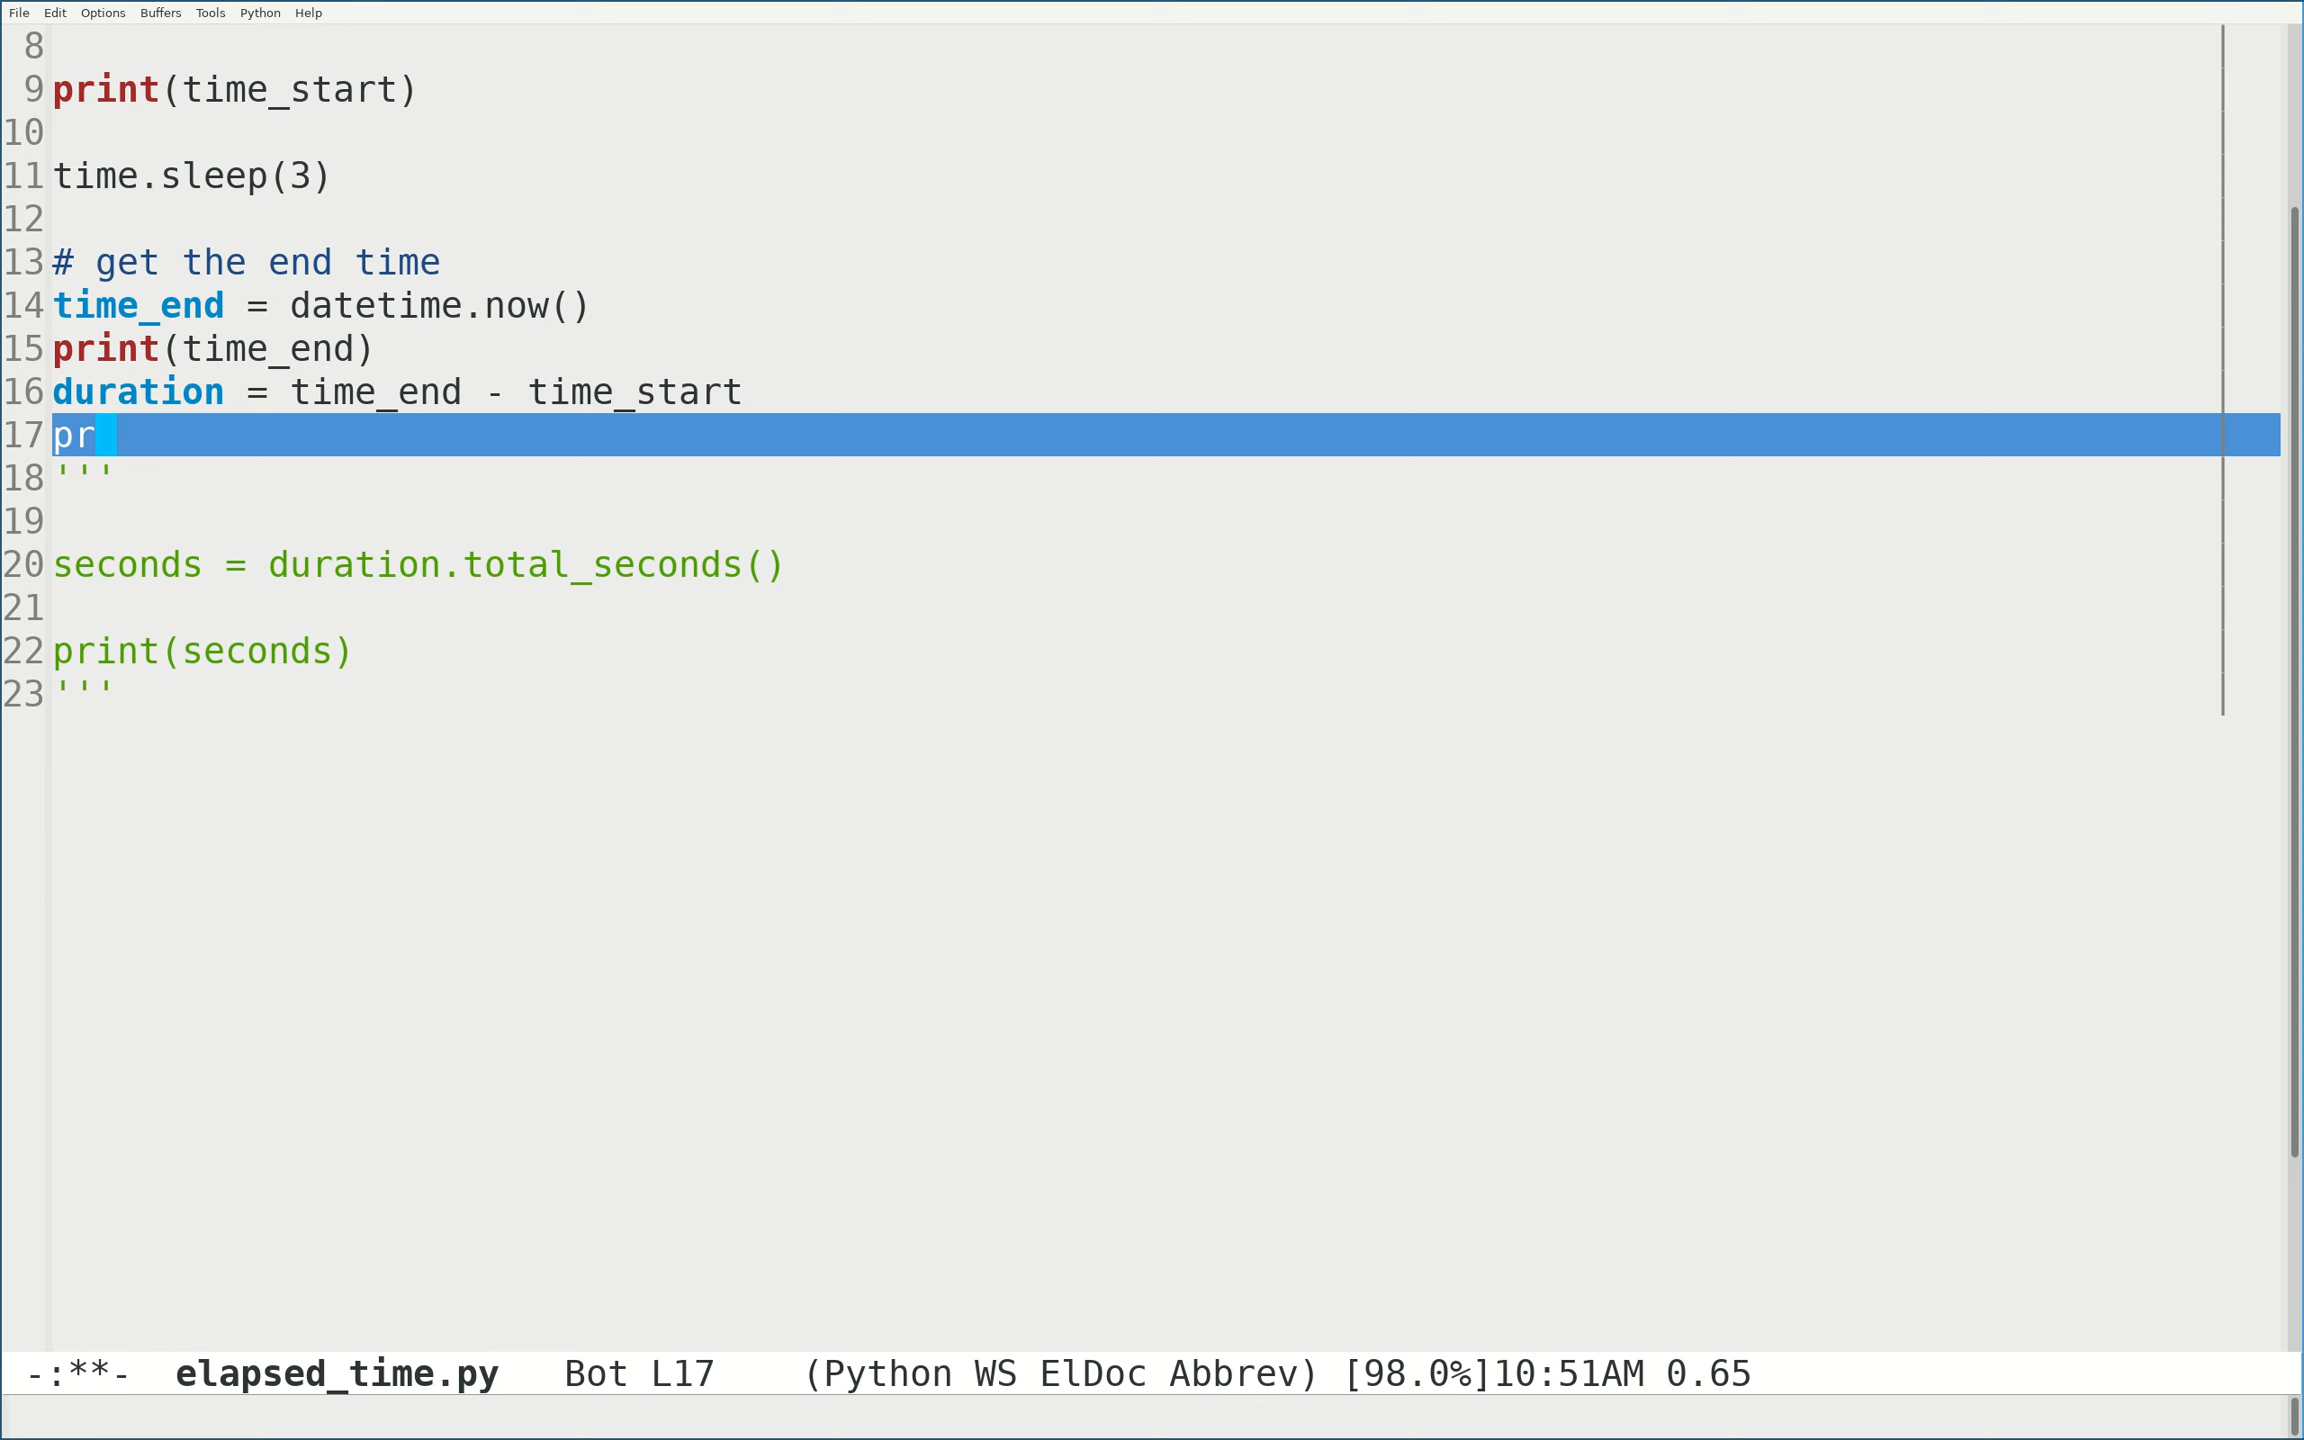 File Edit Options Buffers Tools Python Help
8
9 print(time_start)
10
11 time.sleep(3)
12
13 # get the end time
14 time_end = datetime.now()
15 print(time_end)
16 duration = time_end - time_start
17 pr
18 '''
19
20 seconds = duration.total_seconds()
21
22 print(seconds)
23 '''
-:**- elapsed_time.py Bot L17 (Python WS ElDoc Abbrev) [98.0%]10:51AM 0.65